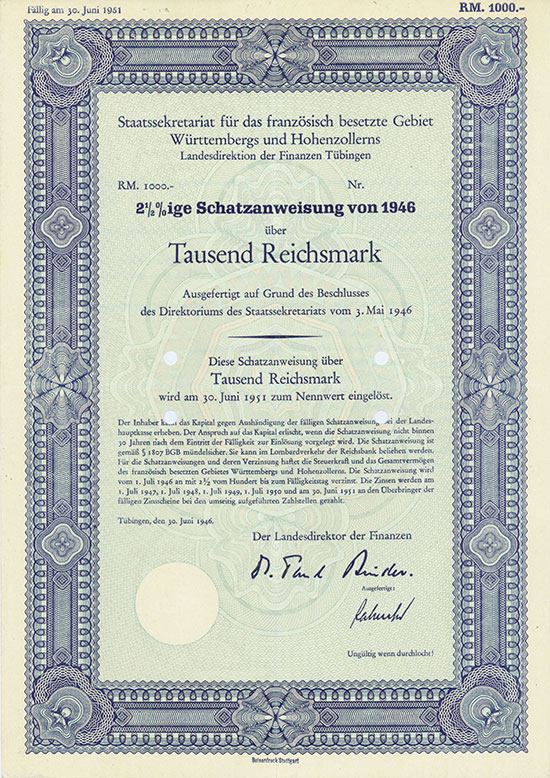 Fällig am 30. Juni 1951
RM. 1000.-
Staatssekretariat für das französisch besetzte Gebiet
Württembergs und Hohenzollerns
Landesdirektion der Finanzen Tübingen
RM. 1000.-
Nr.
2½%ige Schatzanweisung von 1946
über
Tausend Reichsmark
Ausgefertigt auf Grund des Beschlusses
des Direktoriums des Staatssekretariats vom 3. Mai 1946
Diese Schatzanweisung über
Tausend Reichsmark
wird am 30. Juni 1951 zum Nennwert eingelöst.
Der Inhaber kann das Kapital gegen Aushändigung der fälligen Schatzanweisung bei der Landes-
hauptkasse erheben. Der Anspruch auf das Kapital erlischt, wenn die Schatzanweisung nicht binnen
30 Jahren nach dem Eintritt der Fälligkeit zur Einlösung vorgelegt wird. Die Schatzanweisung ist
gemäß § 1807 BGB mündelsicher. Sie kann im Lombardverkehr der Reichsbank beliehen werden.
Für die Schatzanweisungen und deren Verzinsung haftet die Steuerkraft und das Gesamtvermögen
des französisch besetzten Gebietes Württembergs und Hohenzollerns. Die Schatzanweisung wird
vom 1. Juli 1946 an mit 2½ vom Hundert bis zum Fälligkeitstag verzinst. Die Zinsen werden am
1. Juli 1947, 1. Juli 1948, 1. Juli 1949, 1. Juli 1950 und am 30. Juni 1951 an den Überbringer der
fälligen Zinsscheine bei den umseitig aufgeführten Zahlstellen gezahlt.
Tübingen, den 30. Juni 1946.
Der Landesdirektor der Finanzen
Binder.
Ausgefertigt:
Ungültig wenn durchlocht!